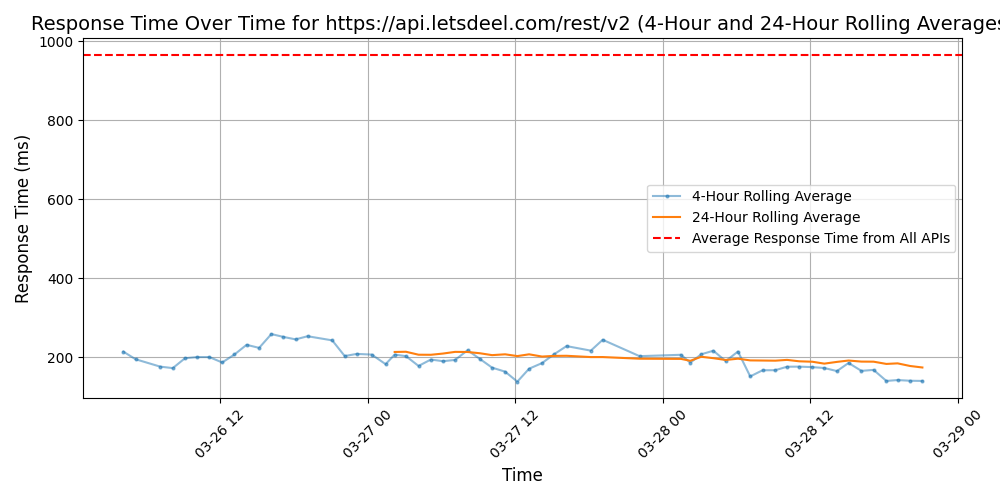 Response Time Over Time for https://api.letsdeel.com/rest/v2 (4-Hour and 24-Hour Rolling Averages
1000
800
600
400
200
Response Time (ms)
4-Hour Rolling Average
24-Hour Rolling Average
Average Response Time from All APIs
03-26 12
03-27 00
03-27 12
03-28 00
03-28 12
03-29 00
Time